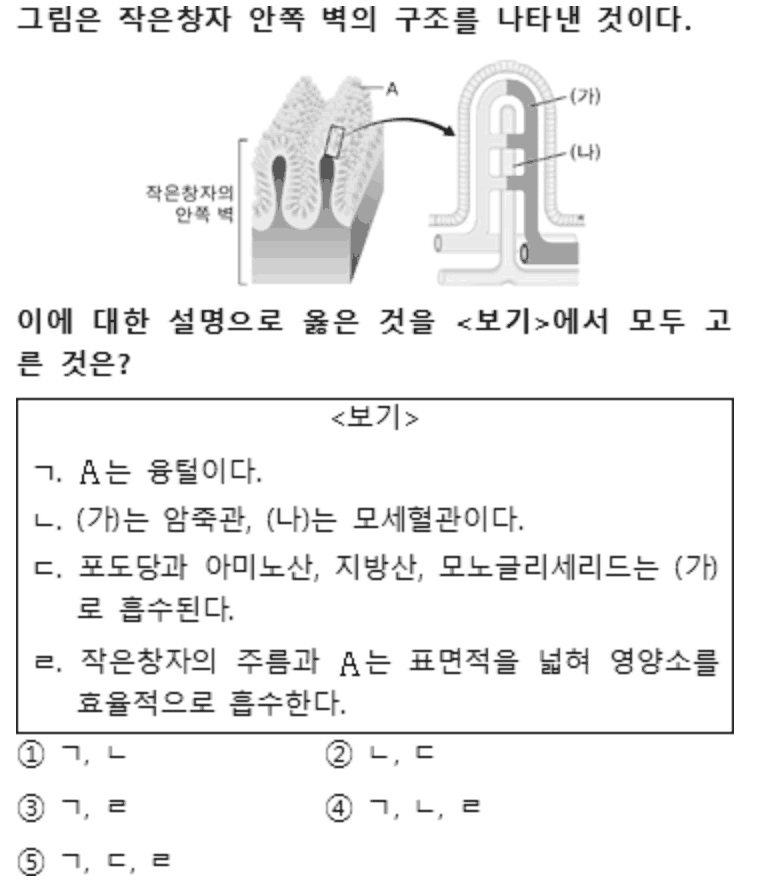 그림은 작은창자 안쪽 벽의 구조를 나타낸 것이다.
A
(가)
(나)
작은창자의
안쪽 벽
이에 대한 설명으로 옳은 것을 <보기>에서 모두 고
른 것은?
<보기>
ㄱ. A는 융털이다.
ㄴ. (가)는 암죽관, (나)는 모세혈관이다.
ㄷ. 포도당과 아미노산, 지방산, 모노글리세리드는 (가)
로 흡수된다.
ㄹ. 작은창자의 주름과 A는 표면적을 넓혀 영양소를
효율적으로 흡수한다.
① ㄱ, ㄴ ② ㄴ, ㄷ
③ ㄱ, ㄹ ④ ㄱ, ㄴ, ㄹ
⑤ ㄱ, ㄷ, ㄹ